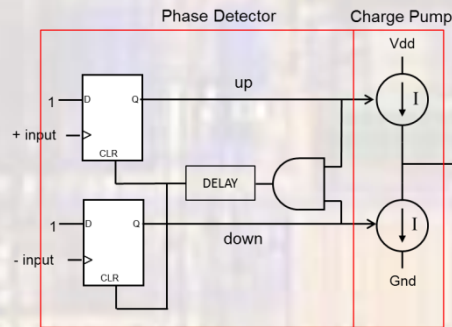 Phase Detector
Charge Pump
Vdd
up
I
1
D
Q
+ input
CLR
DELAY
1
D
Q
down
I
- input
CLR
Gnd